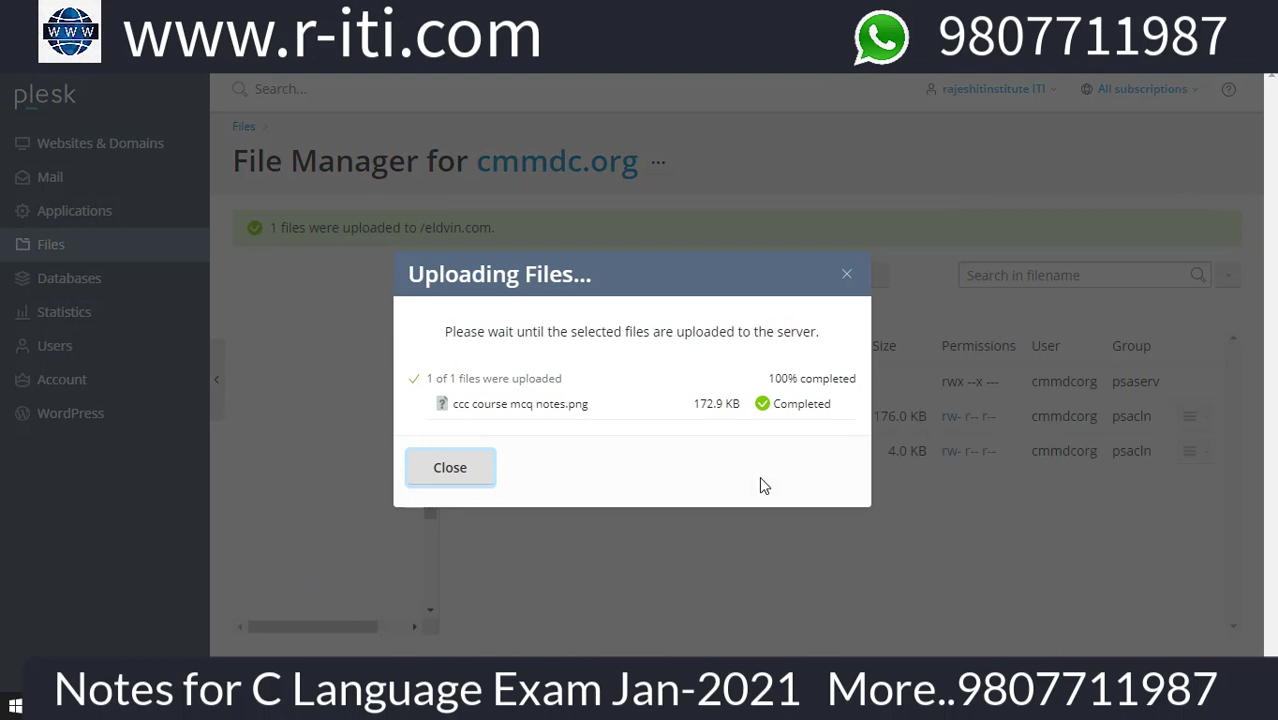 WWW
www.r-iti.com
9807711987
plesk
Search...
rajeshitinstitute ITI
All subscriptions
Websites & Domains
Mail
Applications
Files
Databases
Statistics
Users
Account
WordPress
Files >
File Manager for cmmdc.org ...
1 files were uploaded to /eldvin.com.
Search in filename
Uploading Files...
Please wait until the selected files are uploaded to the server.
1 of 1 files were uploaded 100% completed
ccc course mcq notes.png 172.9 KB Completed
Close
Size Permissions User Group
rwx --x --- cmmdcorg psaserv
176.0 KB rw- r-- r-- cmmdcorg psacln
4.0 KB rw- r-- r-- cmmdcorg psacln
Notes for C Language Exam Jan-2021 More..9807711987